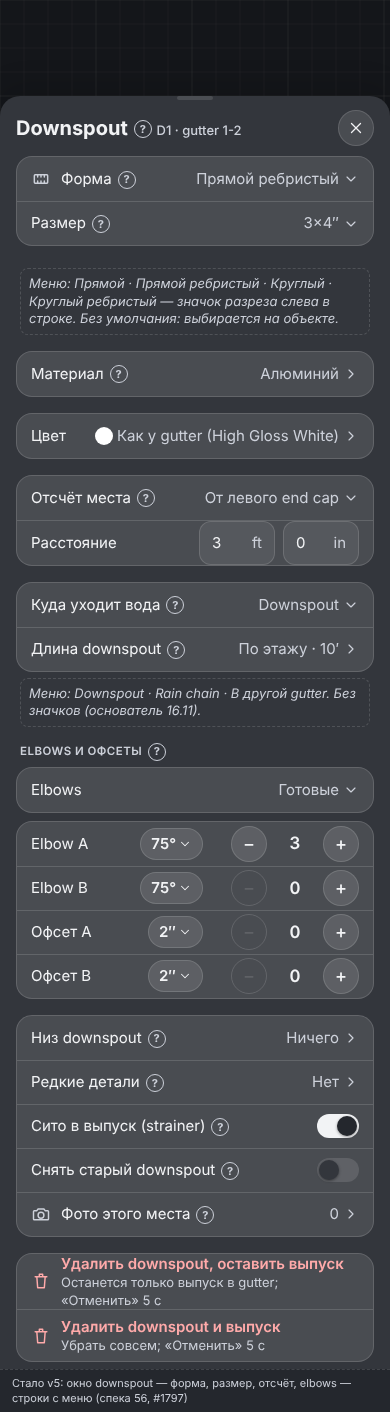 Downspout ? D1 · gutter 1-2
Форма ? Прямой ребристый
Размер ? 3×4″
Меню: Прямой · Прямой ребристый · Круглый ·
Круглый ребристый — значок разреза слева в
строке. Без умолчания: выбирается на объекте.
Материал ? Алюминий
Цвет Как у gutter (High Gloss White)
Отсчёт места ? От левого end cap
Расстояние 3 ft 0 in
Куда уходит вода ? Downspout
Длина downspout ? По этажу · 10′
Меню: Downspout · Rain chain · В другой gutter. Без
значков (основатель 16.11).
ELBOWS И ОФСЕТЫ ?
Elbows Готовые
Elbow A 75° − 3 +
Elbow B 75° − 0 +
Офсет A 2″ − 0 +
Офсет B 2″ − 0 +
Низ downspout ? Ничего
Редкие детали ? Нет
Сито в выпуск (strainer) ?
Снять старый downspout ?
Фото этого места ? 0
Удалить downspout, оставить выпуск
Останется только выпуск в gutter;
«Отменить» 5 с
Удалить downspout и выпуск
Убрать совсем; «Отменить» 5 с
Стало v5: окно downspout — форма, размер, отсчёт, elbows —
строки с меню (спека 56, #1797)